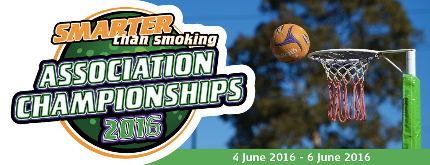 SMARTER
than smoking
ASSOCIATION
CHAMPIONSHIPS
2016
4 June 2016 - 6 June 2016